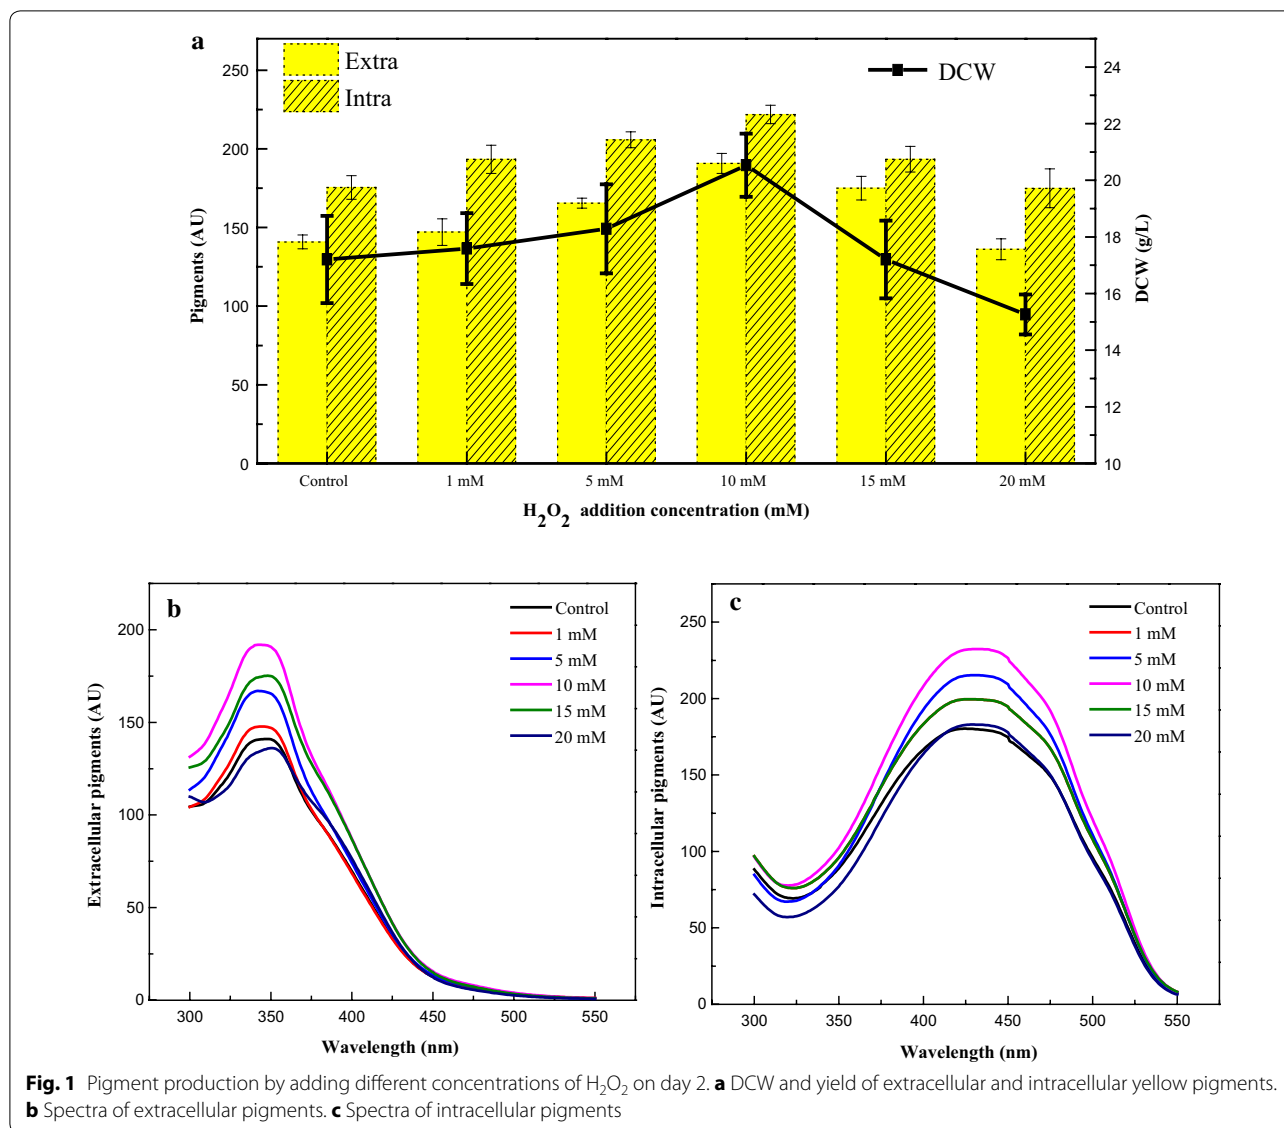 a
Extra
Intra
DCW
250
200
150
100
50
0
Pigments (AU)
24
22
20
18
16
14
12
10
DCW (g/L)
Control 1 mM 5 mM 10 mM 15 mM 20 mM
H₂O₂ addition concentration (mM)
b
Control
1 mM
5 mM
10 mM
15 mM
20 mM
200
150
100
50
0
Extracellular pigments (AU)
300 350 400 450 500 550
Wavelength (nm)
c
Control
1 mM
5 mM
10 mM
15 mM
20 mM
250
200
150
100
50
0
Intracellular pigments (AU)
300 350 400 450 500 550
Wavelength (nm)
Fig. 1 Pigment production by adding different concentrations of H₂O₂ on day 2. a DCW and yield of extracellular and intracellular yellow pigments.
b Spectra of extracellular pigments. c Spectra of intracellular pigments